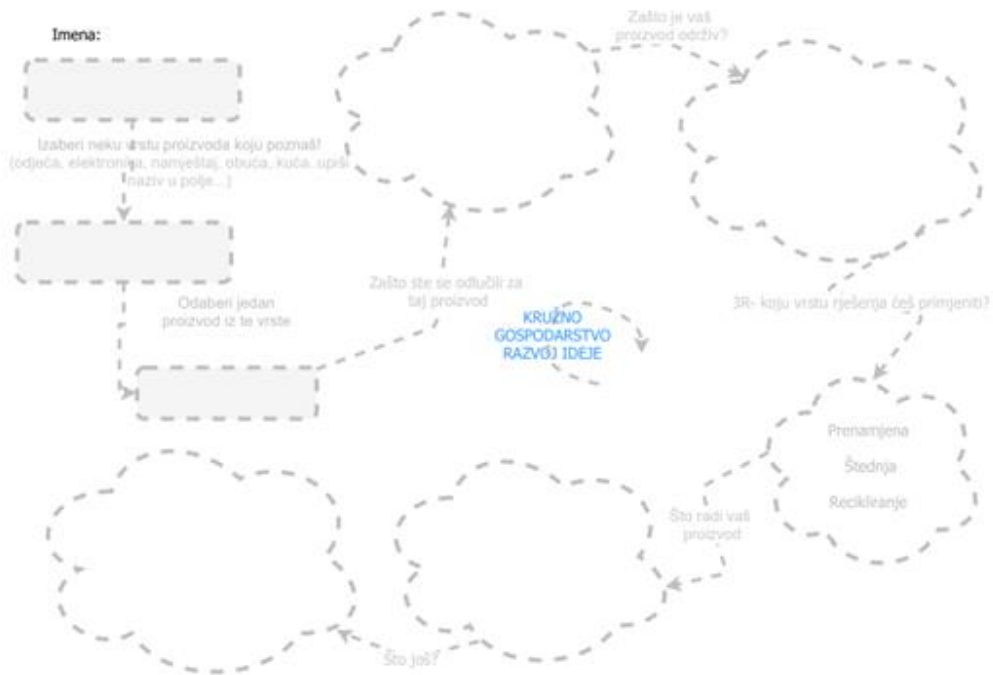 Imena:
Izaberi neku vrstu proizvoda koju poznaš!
(odjeća, elektronika, namještaj, obuća, kuća, upiši
naziv u polje...)
Odaberi jedan
proizvod iz te vrste
Zašto ste se odlučili za
taj proizvod
Zašto je vaš
proizvod održiv?
3R- koju vrstu rješenja ćeš primjeniti?
Prenamjena
Štednja
Recikliranje
Što radi vaš
proizvod
Što još?
KRUŽNO
GOSPODARSTVO
RAZVOJ IDEJE